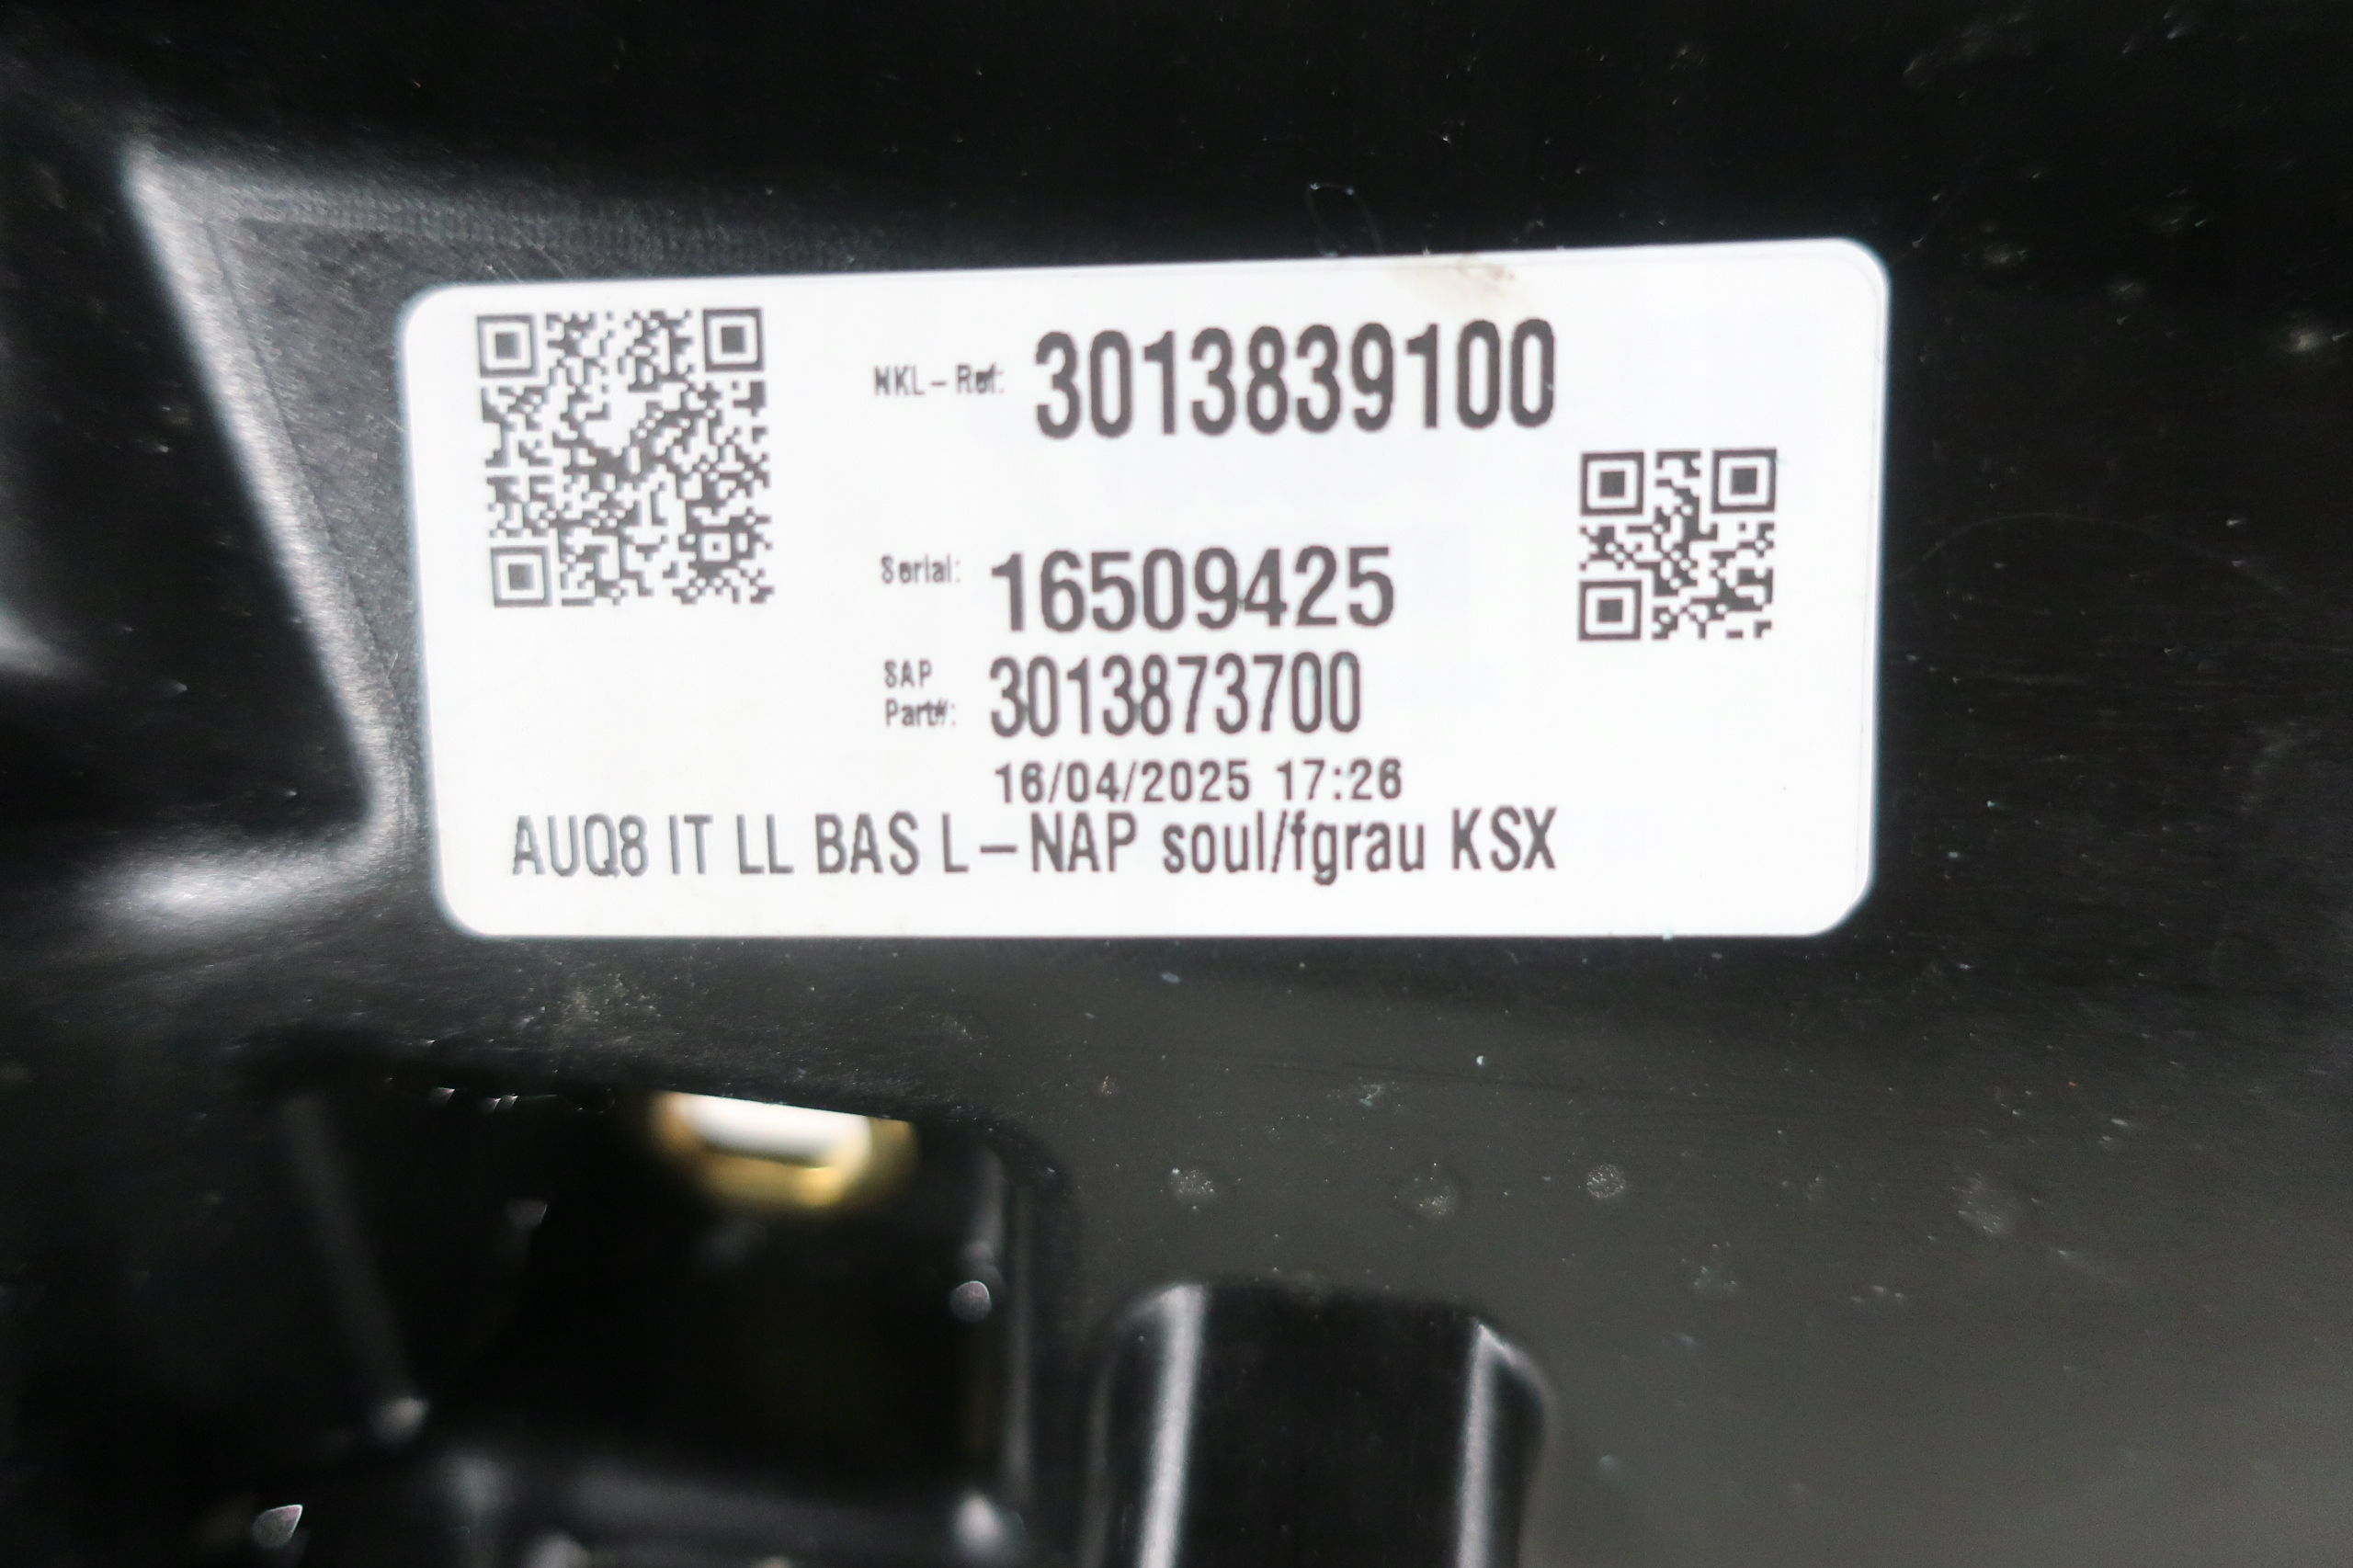 NKL-Ref: 3013839100
Serial: 16509425
SAP
Part#: 3013873700
16/04/2025 17:26
AUQ8 IT LL BAS L-NAP soul/fgrau KSX